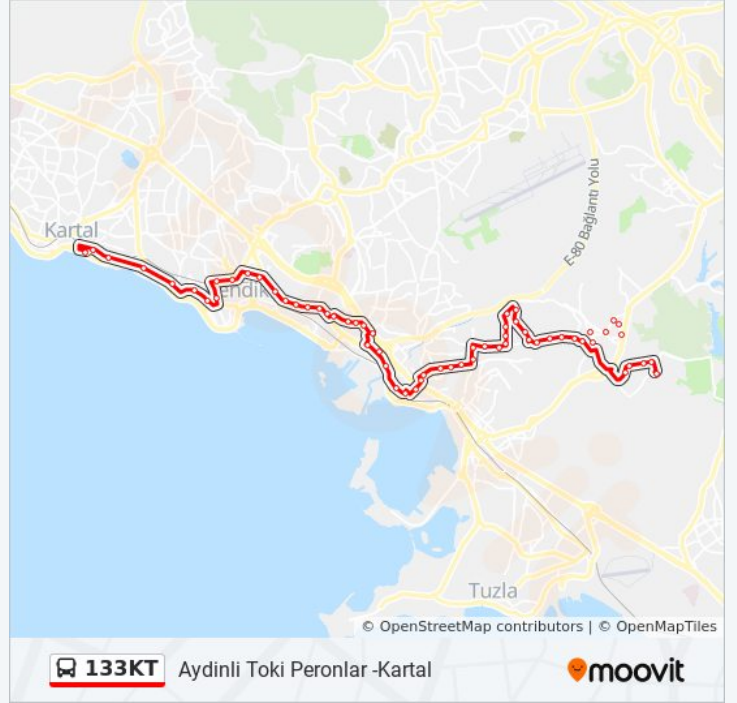 Kartal
E-80 Bağlantı Yolu
endik
Tuzla
© OpenStreetMap contributors | © OpenMapTiles
133KT Aydinli Toki Peronlar -Kartal moovit